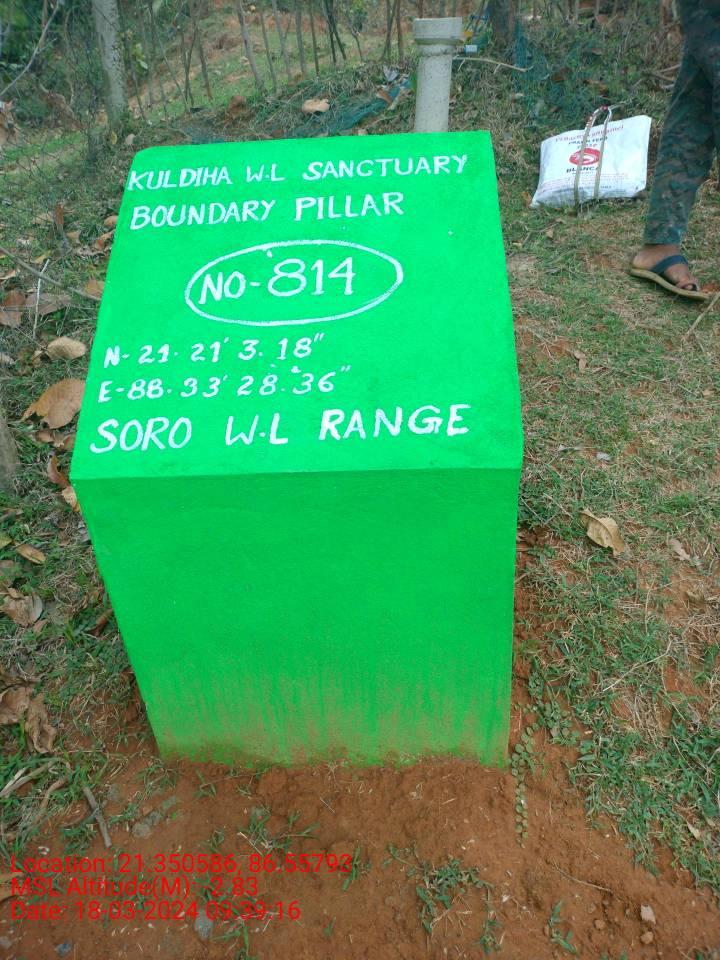 KULDIHA W.L SANCTUARY
BOUNDARY PILLAR
NO-814
N-21. 21' 3.18"
E-88.33' 28.36"
SORO W.L RANGE
BLANCA
Location: 21.350586, 86.55793
MSL Altitude(M): -2.83
Date: 18-03-2024 09:39:16